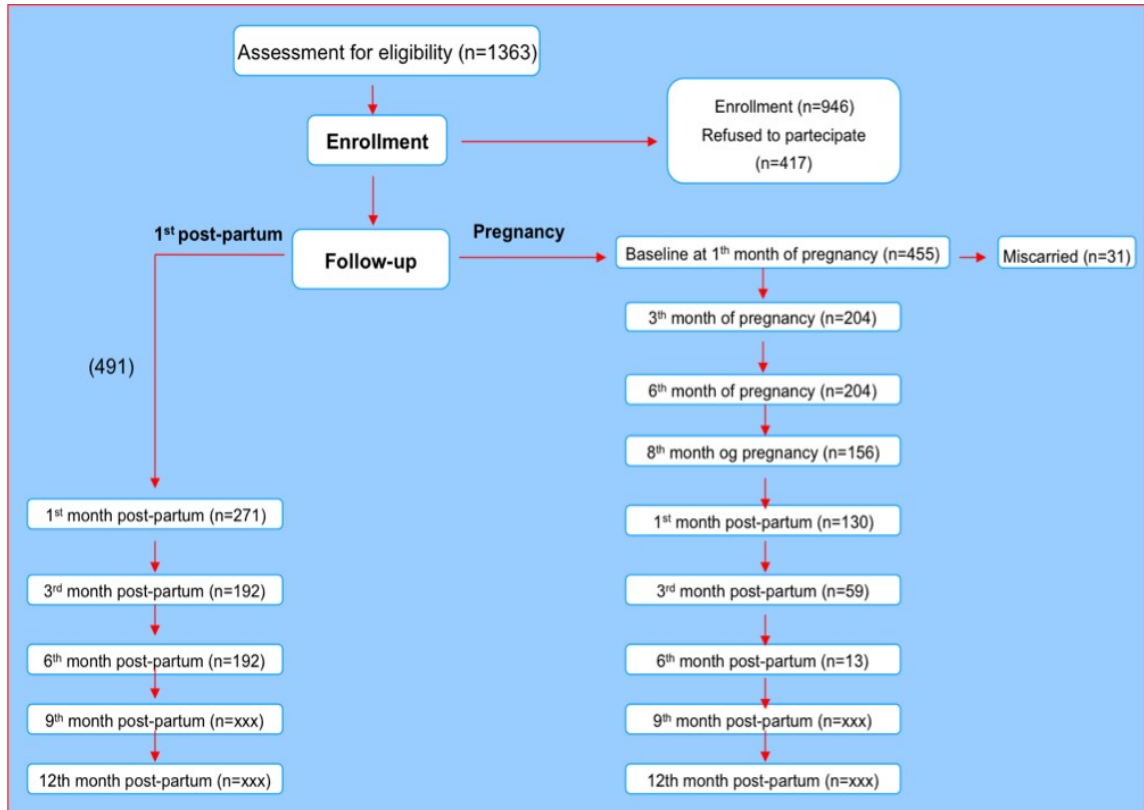 Assessment for eligibility (n=1363)
Enrollment
Enrollment (n=946)
Refused to partecipate
(n=417)
1st post-partum
Follow-up
Pregnancy
Baseline at 1th month of pregnancy (n=455)
Miscarried (n=31)
3th month of pregnancy (n=204)
(491)
6th month of pregnancy (n=204)
8th month og pregnancy (n=156)
1st month post-partum (n=271)
1st month post-partum (n=130)
3rd month post-partum (n=192)
3rd month post-partum (n=59)
6th month post-partum (n=192)
6th month post-partum (n=13)
9th month post-partum (n=xxx)
9th month post-partum (n=xxx)
12th month post-partum (n=xxx)
12th month post-partum (n=xxx)